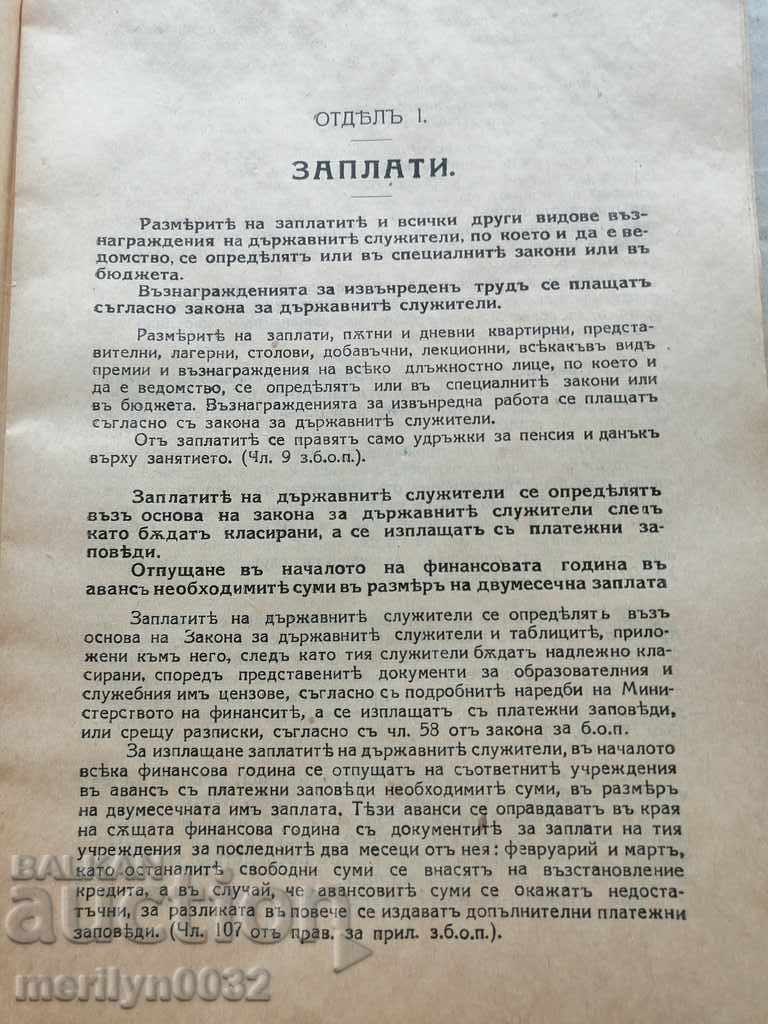 ОТДѢЛЪ I.
ЗАПЛАТИ.
Размѣритѣ на заплатитѣ и всички други видове въз-
награждения на държавнитѣ служители, по което и да е ве-
домство, се опредѣлятъ или въ специалнитѣ закони или въ
бюджета.
Възнагражденията за извънреденъ трудъ се плащатъ
съгласно закона за държавнитѣ служители.
Размѣритѣ на заплати, пѫтни и дневни квартирни, предста-
вителни, лагерни, столови, добавъчни, лекционни, всѣкакъвъ видъ
премии и възнаграждения на всѣко длъжностно лице, по което и
да е ведомство, се опредѣлятъ или въ специалнитѣ закони или
въ бюджета. Възнагражденията за извънредна работа се плащатъ
съгласно съ закона за държавнитѣ служители.
Отъ заплатитѣ се правятъ само удръжки за пенсия и данъкъ
върху занятието. (Чл. 9 з.б.о.п.).
Заплатитѣ на държавнитѣ служители се опредѣлятъ
възъ основа на закона за държавнитѣ служители следъ
като бѫдатъ класирани, а се изплащатъ съ платежни за-
повѣди.
Отпущане въ началото на финансовата година въ
авансъ необходимитѣ суми въ размѣръ на двумесечна заплата
Заплатитѣ на държавнитѣ служители се опредѣлятъ възъ
основа на Закона за държавнитѣ служители и таблицитѣ, прило-
жени къмъ него, следъ като тия служители бѫдатъ надлежно кла-
сирани, споредъ представенитѣ документи за образователния и
служебния имъ цензове, съгласно съ подробнитѣ наредби на Мини-
стерството на финанситѣ, а се изплащатъ съ платежни заповѣди,
или срещу разписки, съгласно съ чл. 58 отъ закона за б.о.п.
За изплащане заплатитѣ на държавнитѣ служители, въ началото
всѣка финансова година се отпущатъ на съответнитѣ учреждения
въ авансъ съ платежни заповѣди необходимитѣ суми, въ размѣръ
на двумесечната имъ заплата. Тѣзи аванси се оправдаватъ въ края
на сѫщата финансова година съ документитѣ за заплати на тия
учреждения за последнитѣ два месеци отъ нея: февруарий и мартъ,
като останалитѣ свободни суми се внасятъ на възстановление
кредита, а въ случай, че авансовитѣ суми се окажатъ недоста-
тъчни, за разликата въ повече се издаватъ допълнителни платежни
заповѣди. (Чл. 107 отъ прав. за прил. з.б.о.п.).
БАЛКАН
auction
merilyn0032